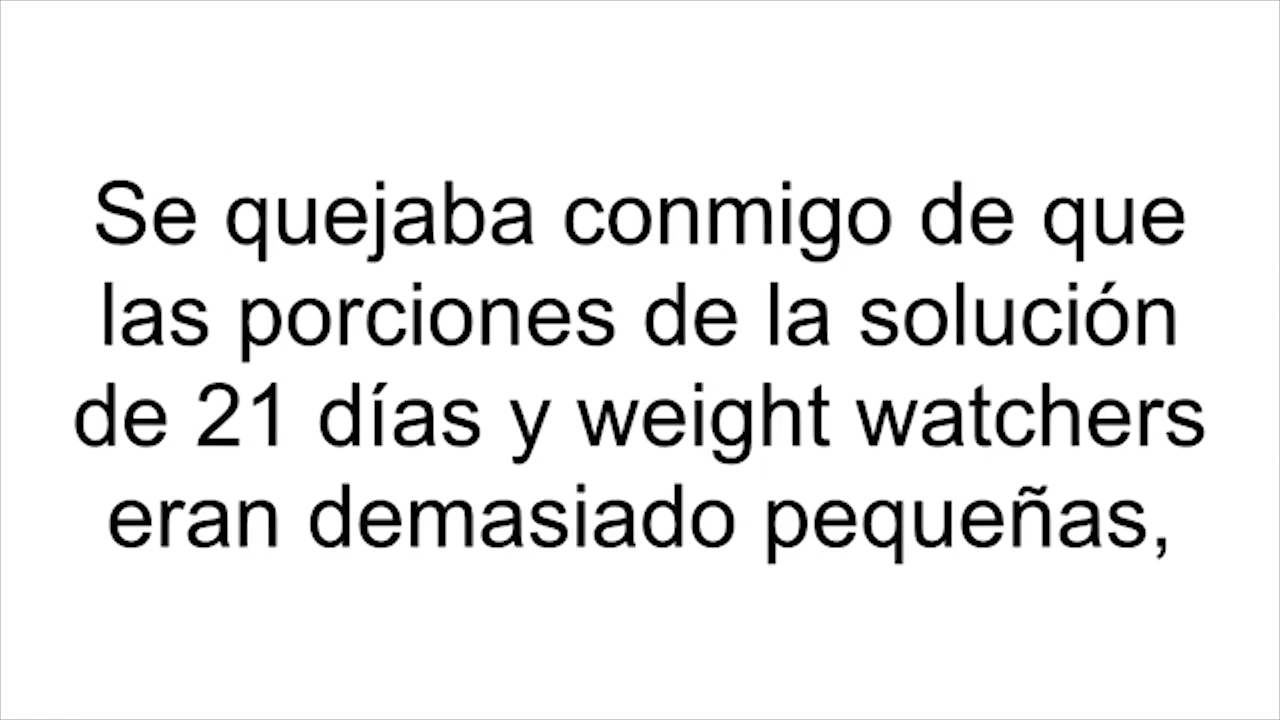 Se quejaba conmigo de que
las porciones de la solución
de 21 días y weight watchers
eran demasiado pequeñas,